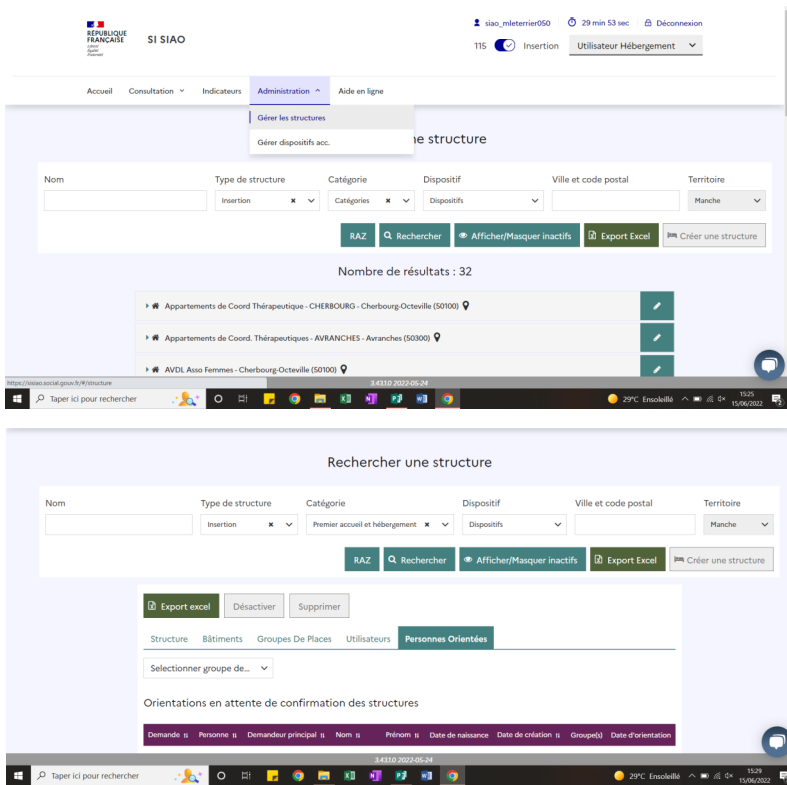 siao_mleterrier050 29 min 53 sec Déconnexion
RÉPUBLIQUE
FRANÇAISE
Liberté
Égalité
Fraternité
SI SIAO
115 Insertion Utilisateur Hébergement
Accueil Consultation Indicateurs Administration Aide en ligne
Gérer les structures
Gérer dispositifs acc.
ne structure
Nom Type de structure Catégorie Dispositif Ville et code postal Territoire
Insertion × Catégories × Dispositifs Manche
RAZ Rechercher Afficher/Masquer inactifs Export Excel Créer une structure
Nombre de résultats : 32
Appartements de Coord Thérapeutique - CHERBOURG - Cherbourg-Octeville (50100)
Appartements de Coord. Thérapeutiques - AVRANCHES - Avranches (50300)
AVDL Asso Femmes - Cherbourg-Octeville (50100)
https://sisiao.social.gouv.fr/#/structure 3.43.1.0 2022-05-24
Taper ici pour rechercher 29°C Ensoleillé 15:25
15/06/2022
Rechercher une structure
Nom Type de structure Catégorie Dispositif Ville et code postal Territoire
Insertion × Premier accueil et hébergement × Dispositifs Manche
RAZ Rechercher Afficher/Masquer inactifs Export Excel Créer une structure
Export excel Désactiver Supprimer
Structure Bâtiments Groupes De Places Utilisateurs Personnes Orientées
Selectionner groupe de...
Orientations en attente de confirmation des structures
Demande Personne Demandeur principal Nom Prénom Date de naissance Date de création Groupe(s) Date d'orientation
3.43.1.0 2022-05-24
Taper ici pour rechercher 29°C Ensoleillé 15:29
15/06/2022